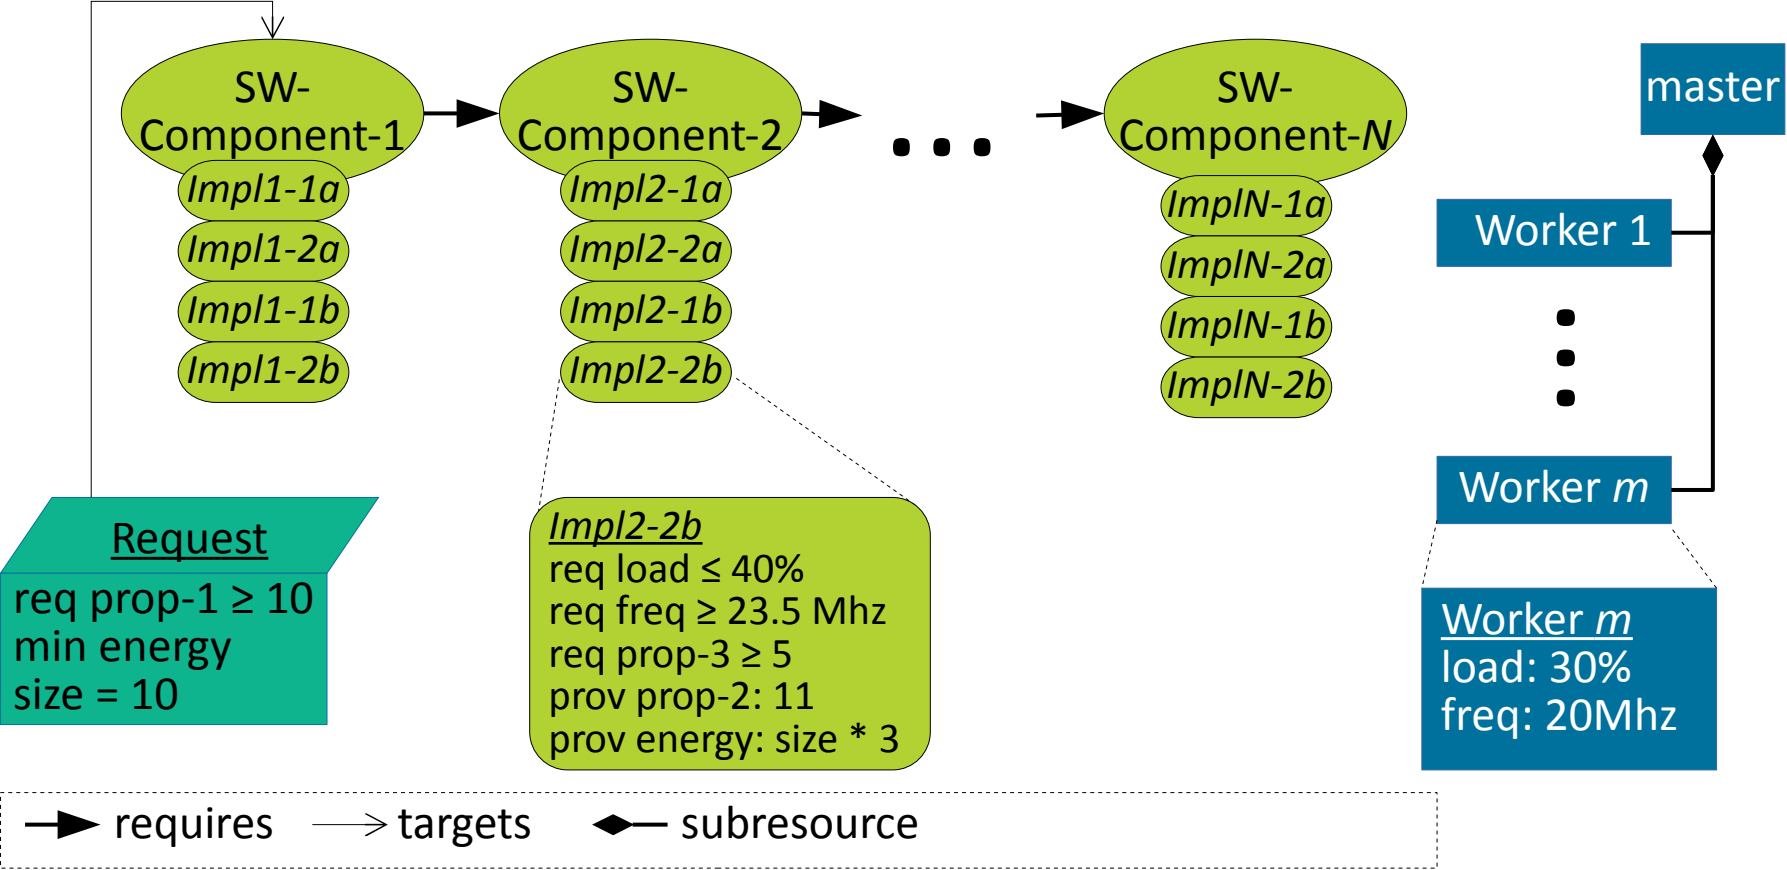 SW-
Component-1
Impl1-1a
Impl1-2a
Impl1-1b
Impl1-2b
SW-
Component-2
Impl2-1a
Impl2-2a
Impl2-1b
Impl2-2b
SW-
Component-N
ImplN-1a
ImplN-2a
ImplN-1b
ImplN-2b
master
Worker 1
Worker m
Request
req prop-1 ≥ 10
min energy
size = 10
Impl2-2b
req load ≤ 40%
req freq ≥ 23.5 Mhz
req prop-3 ≥ 5
prov prop-2: 11
prov energy: size * 3
Worker m
load: 30%
freq: 20Mhz
requires
targets
subresource